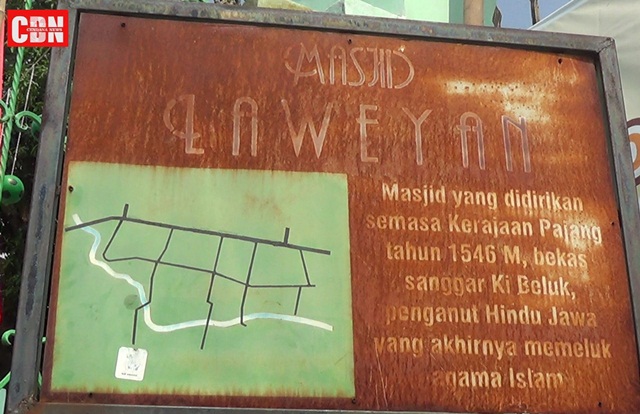 CDN
MASJID
LAWEYAN
Masjid yang didirikan
semasa Kerajaan Pajang
tahun 1546 M, bekas
sanggar Ki Beluk,
penganut Hindu Jawa
yang akhirnya memeluk
agama Islam